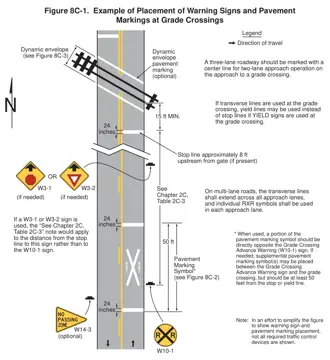 Figure 8C-1. Example of Placement of Warning Signs and Pavement
Markings at Grade Crossings
Legend
Direction of travel
Dynamic envelope
(see Figure 8C-3)
Dynamic
envelope
pavement
marking
(optional)
A three-lane roadway should be marked with a
center line for two-lane approach operation on
the approach to a grade crossing.
N
15 ft MIN.
If transverse lines are used at the grade
crossing, yield lines may be used instead
of stop lines if YIELD signs are used at
the grade crossing.
24
inches
Stop line approximately 8 ft
upstream from gate (if present)
OR
W3-1
W3-2
(if needed)
(if needed)
See
Chapter 2C,
Table 2C-3
On multi-lane roads, the transverse lines
shall extend across all approach lanes,
and individual RXR symbols shall be used
in each approach lane.
If a W3-1 or W3-2 sign is
used, the "See Chapter 2C,
Table 2C-3" note would apply
to the distance from the stop
line to this sign rather than to
the W10-1 sign.
24
inches
50 ft
Pavement
Marking
Symbol*
(see Figure 8C-2)
* When used, a portion of the
pavement marking symbol should be
directly opposite the Grade Crossing
Advance Warning (W10-1) sign. If
needed, supplemental pavement
marking symbol(s) may be placed
between the Grade Crossing
Advance Warning sign and the grade
crossing, but should be at least 50
feet from the stop or yield line.
24
inches
NO
PASSING
ZONE
W14-3
(optional)
R R
W10-1
Note: In an effort to simplify the figure
to show warning sign and
pavement marking placement,
not all required traffic control
devices are shown.